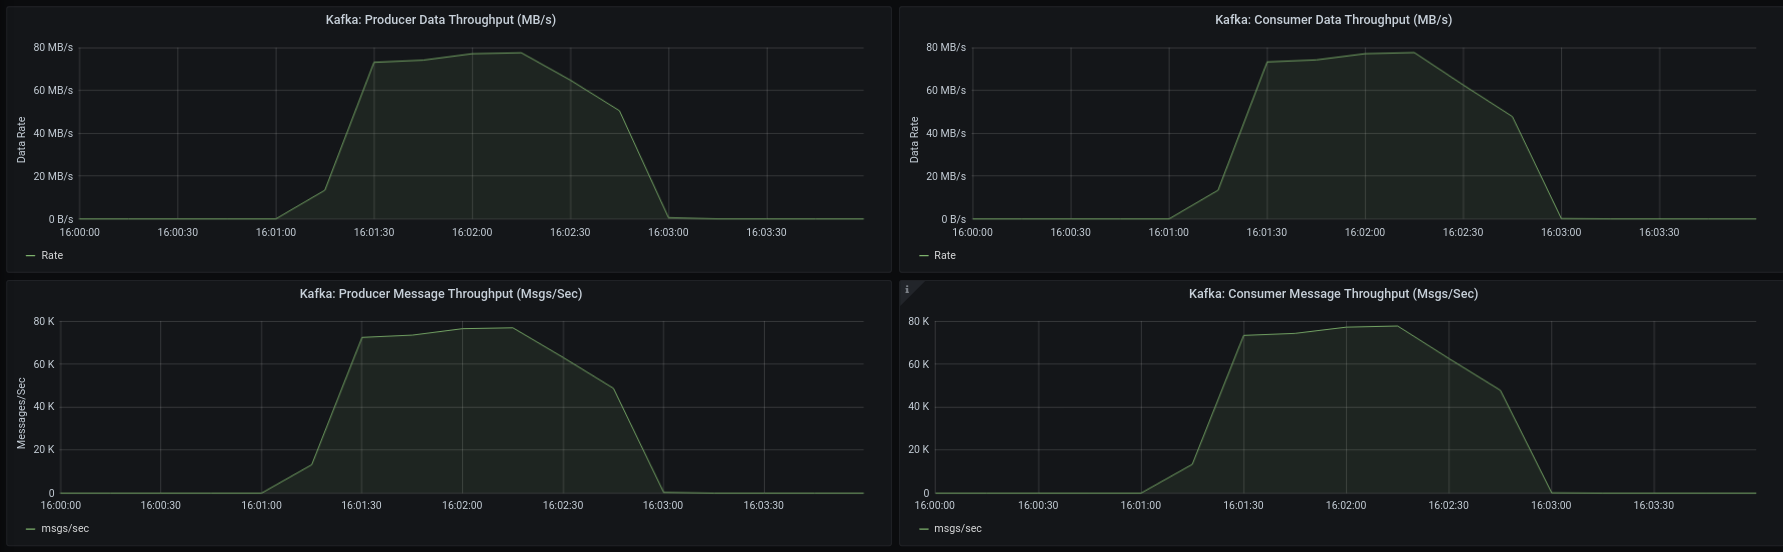 Kafka: Producer Data Throughput (MB/s)
80 MB/s
60 MB/s
40 MB/s
20 MB/s
0 B/s
Data Rate
16:00:00 16:00:30 16:01:00 16:01:30 16:02:00 16:02:30 16:03:00 16:03:30
Rate
Kafka: Consumer Data Throughput (MB/s)
80 MB/s
60 MB/s
40 MB/s
20 MB/s
0 B/s
Data Rate
16:00:00 16:00:30 16:01:00 16:01:30 16:02:00 16:02:30 16:03:00 16:03:30
Rate
Kafka: Producer Message Throughput (Msgs/Sec)
80 K
60 K
40 K
20 K
0
Messages/Sec
16:00:00 16:00:30 16:01:00 16:01:30 16:02:00 16:02:30 16:03:00 16:03:30
msgs/sec
i
Kafka: Consumer Message Throughput (Msgs/Sec)
80 K
60 K
40 K
20 K
0
16:00:00 16:00:30 16:01:00 16:01:30 16:02:00 16:02:30 16:03:00 16:03:30
msgs/sec